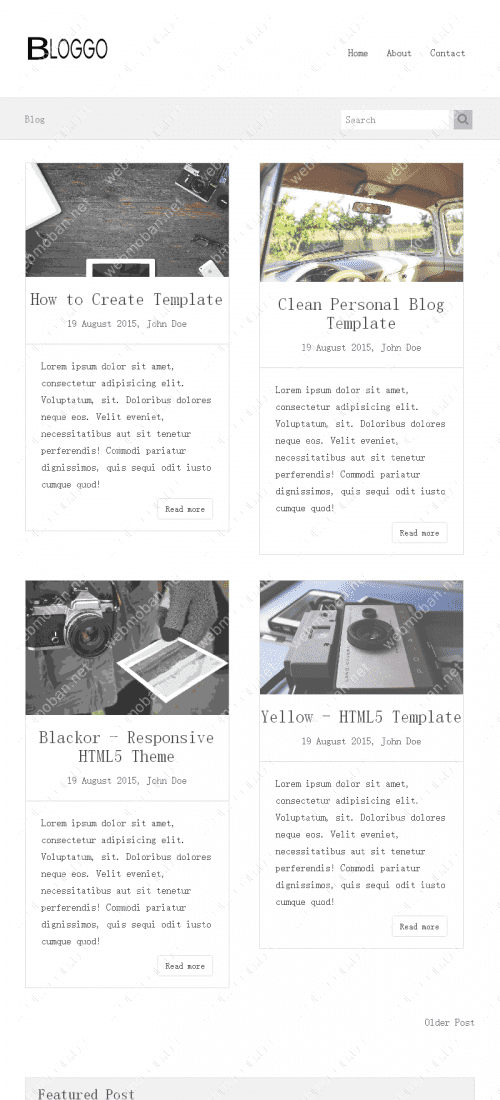 BLOGGO
Home About Contact
Blog
Search
How to Create Template
19 August 2015, John Doe
Lorem ipsum dolor sit amet,
consectetur adipisicing elit.
Voluptatum, sit. Doloribus dolores
neque eos. Velit eveniet,
necessitatibus aut sit tenetur
perferendis! Commodi pariatur
dignissimos, quis sequi odit iusto
cumque quod!
Read more
Clean Personal Blog
Template
19 August 2015, John Doe
Lorem ipsum dolor sit amet,
consectetur adipisicing elit.
Voluptatum, sit. Doloribus dolores
neque eos. Velit eveniet,
necessitatibus aut sit tenetur
perferendis! Commodi pariatur
dignissimos, quis sequi odit iusto
cumque quod!
Read more
Blackor - Responsive
HTML5 Theme
19 August 2015, John Doe
Lorem ipsum dolor sit amet,
consectetur adipisicing elit.
Voluptatum, sit. Doloribus dolores
neque eos. Velit eveniet,
necessitatibus aut sit tenetur
perferendis! Commodi pariatur
dignissimos, quis sequi odit iusto
cumque quod!
Read more
Yellow - HTML5 Template
19 August 2015, John Doe
Lorem ipsum dolor sit amet,
consectetur adipisicing elit.
Voluptatum, sit. Doloribus dolores
neque eos. Velit eveniet,
necessitatibus aut sit tenetur
perferendis! Commodi pariatur
dignissimos, quis sequi odit iusto
cumque quod!
Read more
Older Post
Featured Post
webmoban.net